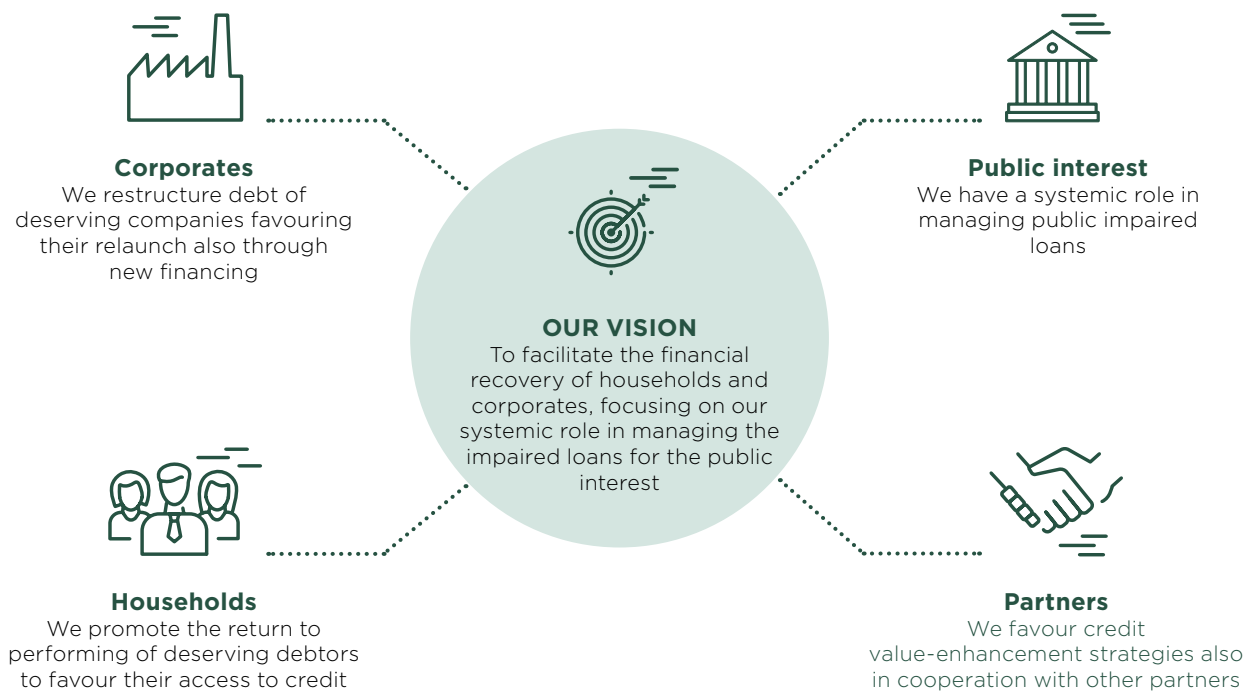 Corporates
We restructure debt of
deserving companies favouring
their relaunch also through
new financing
Public interest
We have a systemic role in
managing public impaired
loans
OUR VISION
To facilitate the financial
recovery of households and
corporates, focusing on our
systemic role in managing the
impaired loans for the public
interest
Households
We promote the return to
performing of deserving debtors
to favour their access to credit
Partners
We favour credit
value-enhancement strategies also
in cooperation with other partners